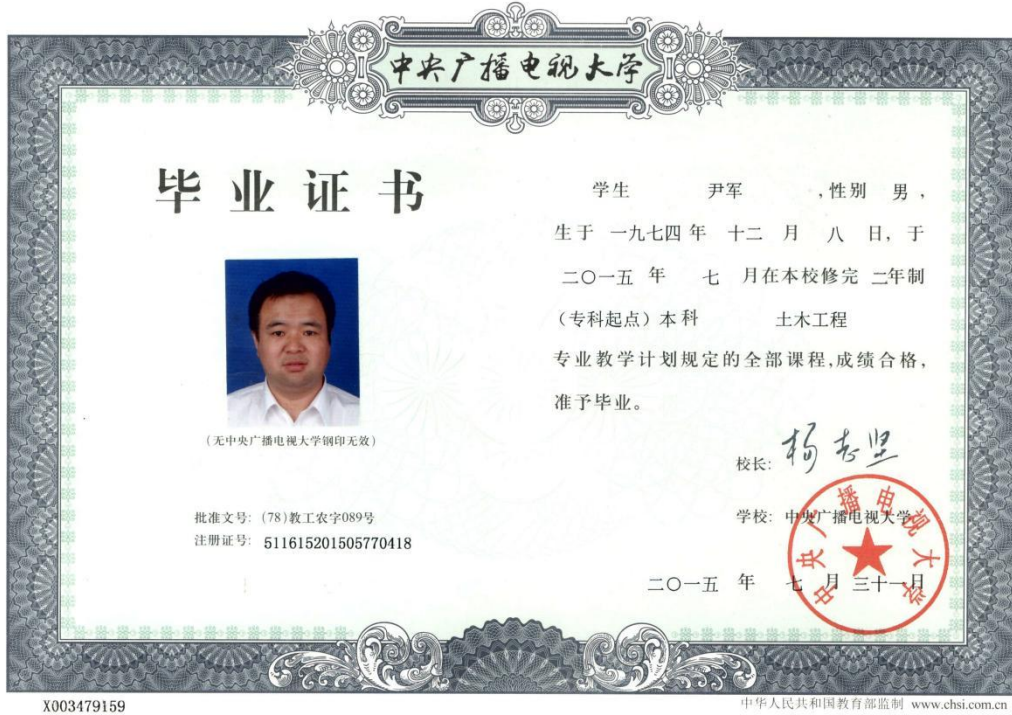 中央广播电视大学
毕业证书
(无中央广播电视大学钢印无效)
批准文号: (78)教工农字089号
注册证号: 511615201505770418
学生 尹军 ,性别 男,
生于 一九七四 年 十二 月 八 日, 于
二〇一五 年 七 月在本校修完 二年制
(专科起点)本科 土木工程
专业教学计划规定的全部课程,成绩合格,
准予毕业。
校长: 杨志坚
学校: 中央广播电视大学
中央广播电视大学
二〇一五 年 七 月 三十一日
X003479159
中华人民共和国教育部监制 www.chsi.com.cn